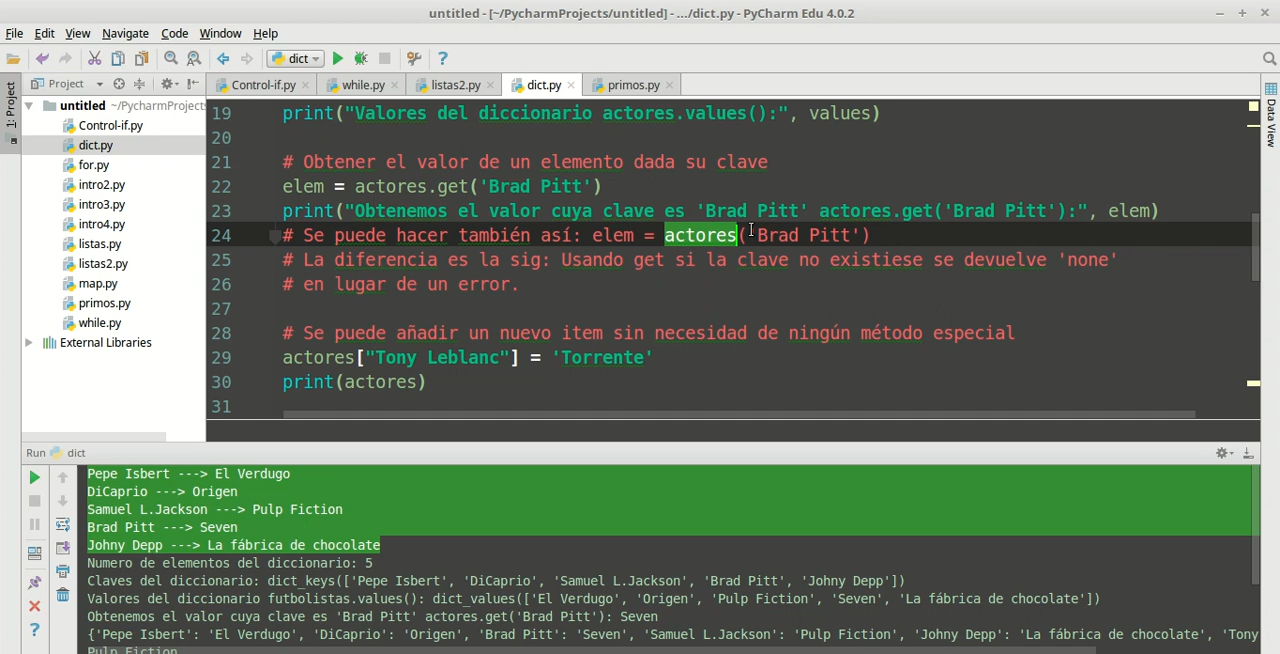 untitled - [~/PycharmProjects/untitled] - .../dict.py - PyCharm Edu 4.0.2
File Edit View Navigate Code Window Help
dict
Project
Control-if.py
while.py
listas2.py
dict.py
primos.py
1: Project
Data View
untitled ~/PycharmProjects
Control-if.py
dict.py
for.py
intro2.py
intro3.py
intro4.py
listas.py
listas2.py
map.py
primos.py
while.py
External Libraries
19 print("Valores del diccionario actores.values():", values)
20
21 # Obtener el valor de un elemento dada su clave
22 elem = actores.get('Brad Pitt')
23 print("Obtenemos el valor cuya clave es 'Brad Pitt' actores.get('Brad Pitt'):", elem)
24 # Se puede hacer también así: elem = actores('Brad Pitt')
25 # La diferencia es la sig: Usando get si la clave no existiese se devuelve 'none'
26 # en lugar de un error.
27
28 # Se puede añadir un nuevo item sin necesidad de ningún método especial
29 actores["Tony Leblanc"] = 'Torrente'
30 print(actores)
31
Run dict
Pepe Isbert ---> El Verdugo
DiCaprio ---> Origen
Samuel L.Jackson ---> Pulp Fiction
Brad Pitt ---> Seven
Johny Depp ---> La fábrica de chocolate
Numero de elementos del diccionario: 5
Claves del diccionario: dict_keys(['Pepe Isbert', 'DiCaprio', 'Samuel L.Jackson', 'Brad Pitt', 'Johny Depp'])
Valores del diccionario futbolistas.values(): dict_values(['El Verdugo', 'Origen', 'Pulp Fiction', 'Seven', 'La fábrica de chocolate'])
Obtenemos el valor cuya clave es 'Brad Pitt' actores.get('Brad Pitt'): Seven
{'Pepe Isbert': 'El Verdugo', 'DiCaprio': 'Origen', 'Brad Pitt': 'Seven', 'Samuel L.Jackson': 'Pulp Fiction', 'Johny Depp': 'La fábrica de chocolate', 'Tony
Pulp Fiction